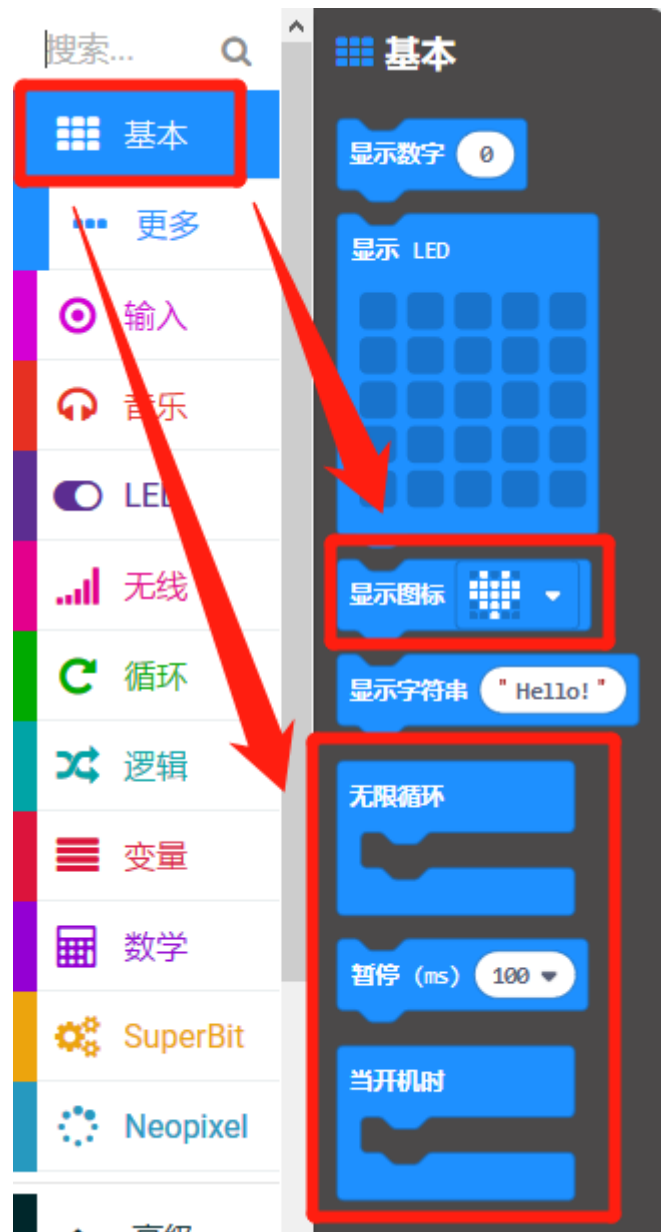 搜索...
基本
更多
输入
音乐
LED
无线
循环
逻辑
变量
数学
SuperBit
Neopixel
高级
基本
显示数字 0
显示 LED
显示图标
显示字符串 "Hello!"
无限循环
暂停 (ms) 100
当开机时